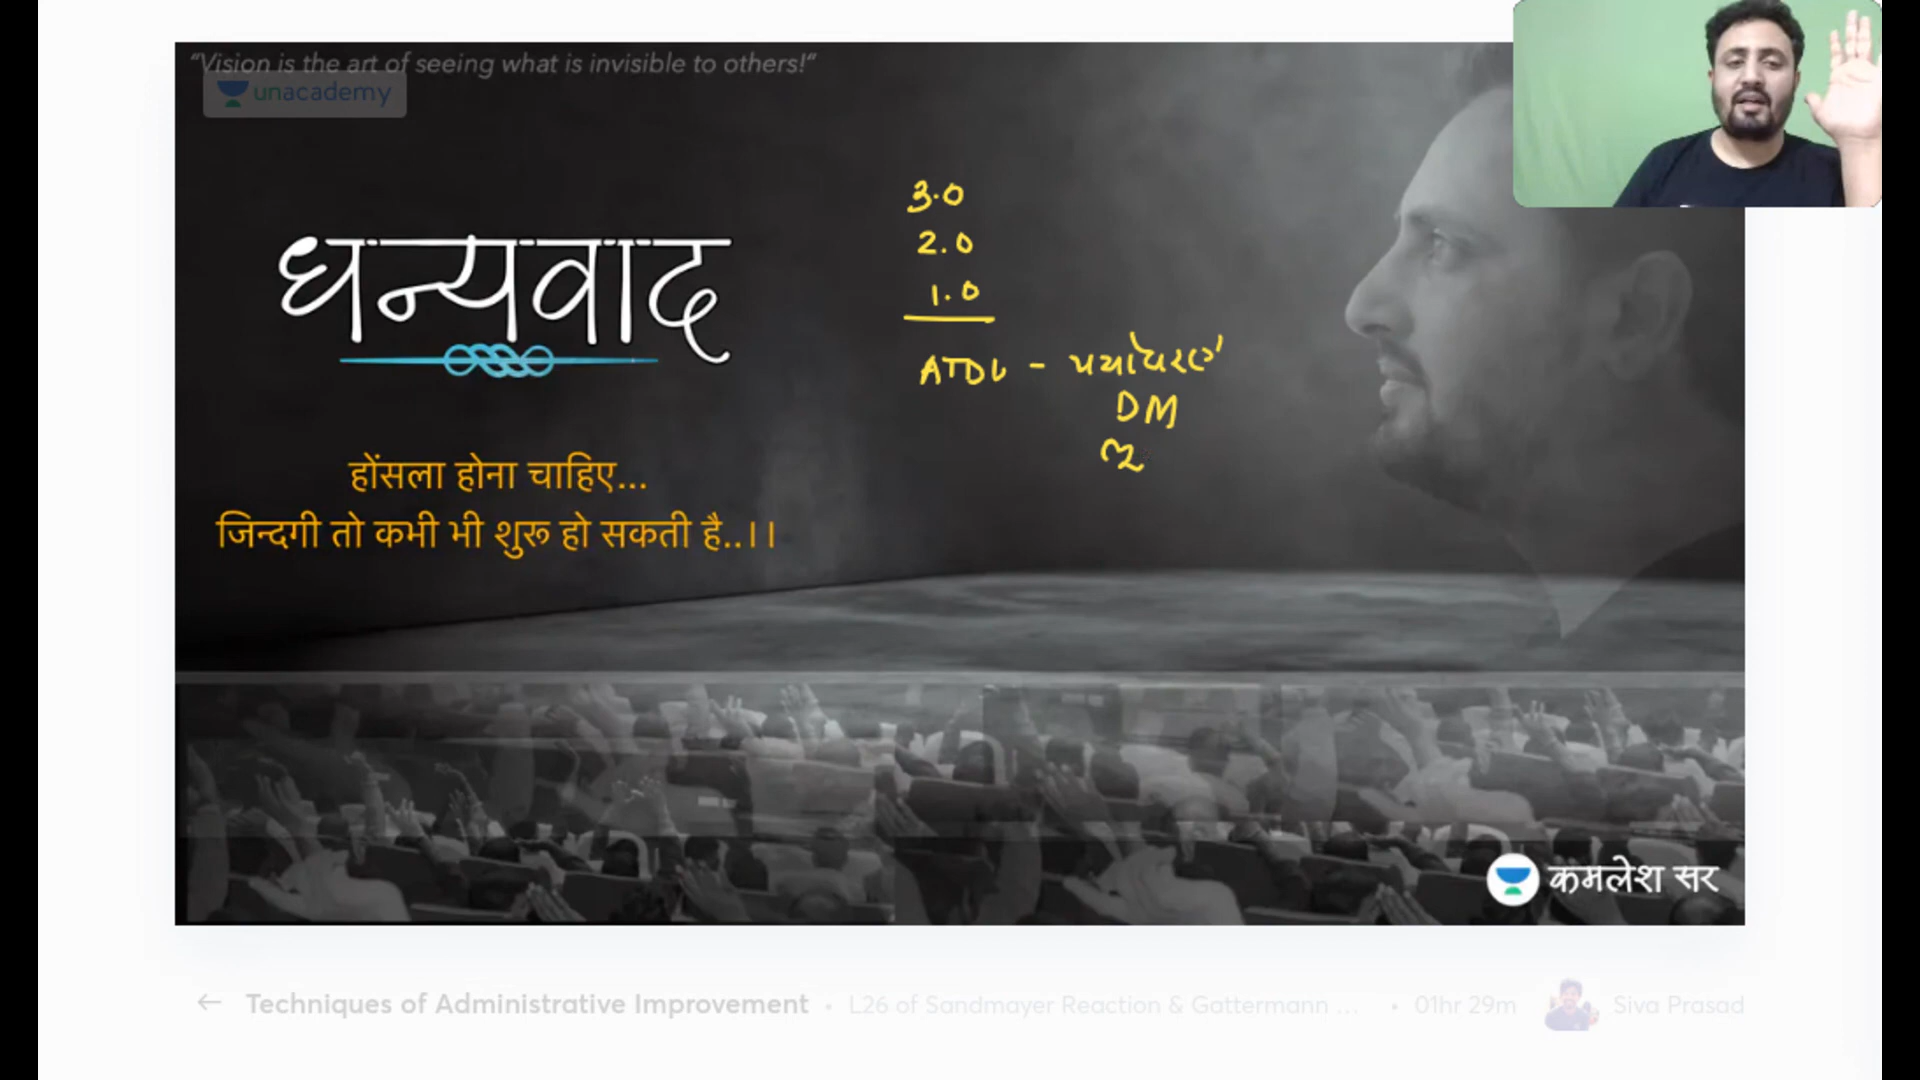 “Vision is the art of seeing what is invisible to others!“
unacademy
3.0
2.0
1.0
धन्यवाद
DM
होंसला होना चाहिए...
जिन्दगी तो कभी भी शुरू हो सकती है..।।
कमलेश सर
← Techniques of Administrative Improvement • L26 of Sandmayer Reaction & Gattermann ... • 01hr 29m Siva Prasad